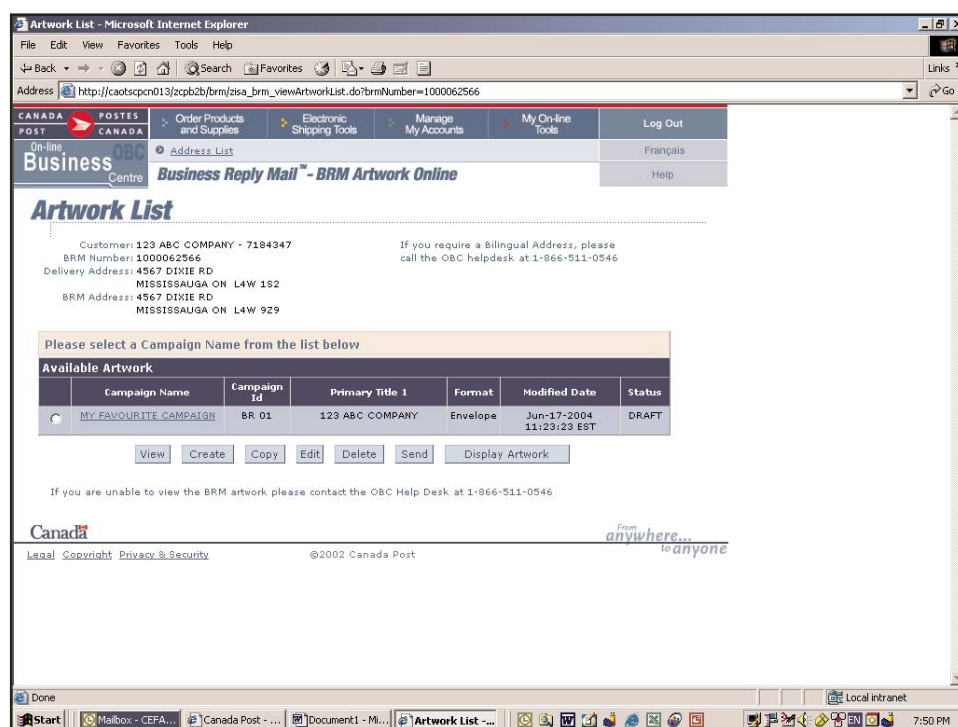 Artwork List - Microsoft Internet Explorer
File Edit View Favorites Tools Help
Back Search Favorites
Links
Address http://caotscpcn013/zcpb2b/brm/zisa_brm_viewArtworkList.do?brmNumber=1000062566 Go
CANADA POSTES
POST CANADA
Order Products and Supplies
Electronic Shipping Tools
Manage My Accounts
My On-line Tools
Log Out
On-line
Business OBC
Centre
Address List
Français
Business Reply Mail™- BRM Artwork Online
Help
Artwork List
Customer: 123 ABC COMPANY - 7184347
If you require a Bilingual Address, please
BRM Number: 1000062566
call the OBC helpdesk at 1-866-511-0546
Delivery Address: 4567 DIXIE RD
MISSISSAUGA ON L4W 1S2
BRM Address: 4567 DIXIE RD
MISSISSAUGA ON L4W 9Z9
Please select a Campaign Name from the list below
Available Artwork
Campaign Name Campaign Id Primary Title 1 Format Modified Date Status
MY FAVOURITE CAMPAIGN BR 01 123 ABC COMPANY Envelope Jun-17-2004 11:23:23 EST DRAFT
View Create Copy Edit Delete Send Display Artwork
If you are unable to view the BRM artwork please contact the OBC Help Desk at 1-866-511-0546
Canada
From anywhere...
to anyone
Legal Copyright Privacy & Security ©2002 Canada Post
Done Local intranet
Start Mailbox - CEFA... Canada Post - ... Document1 - Mi... Artwork List -... EN 7:50 PM